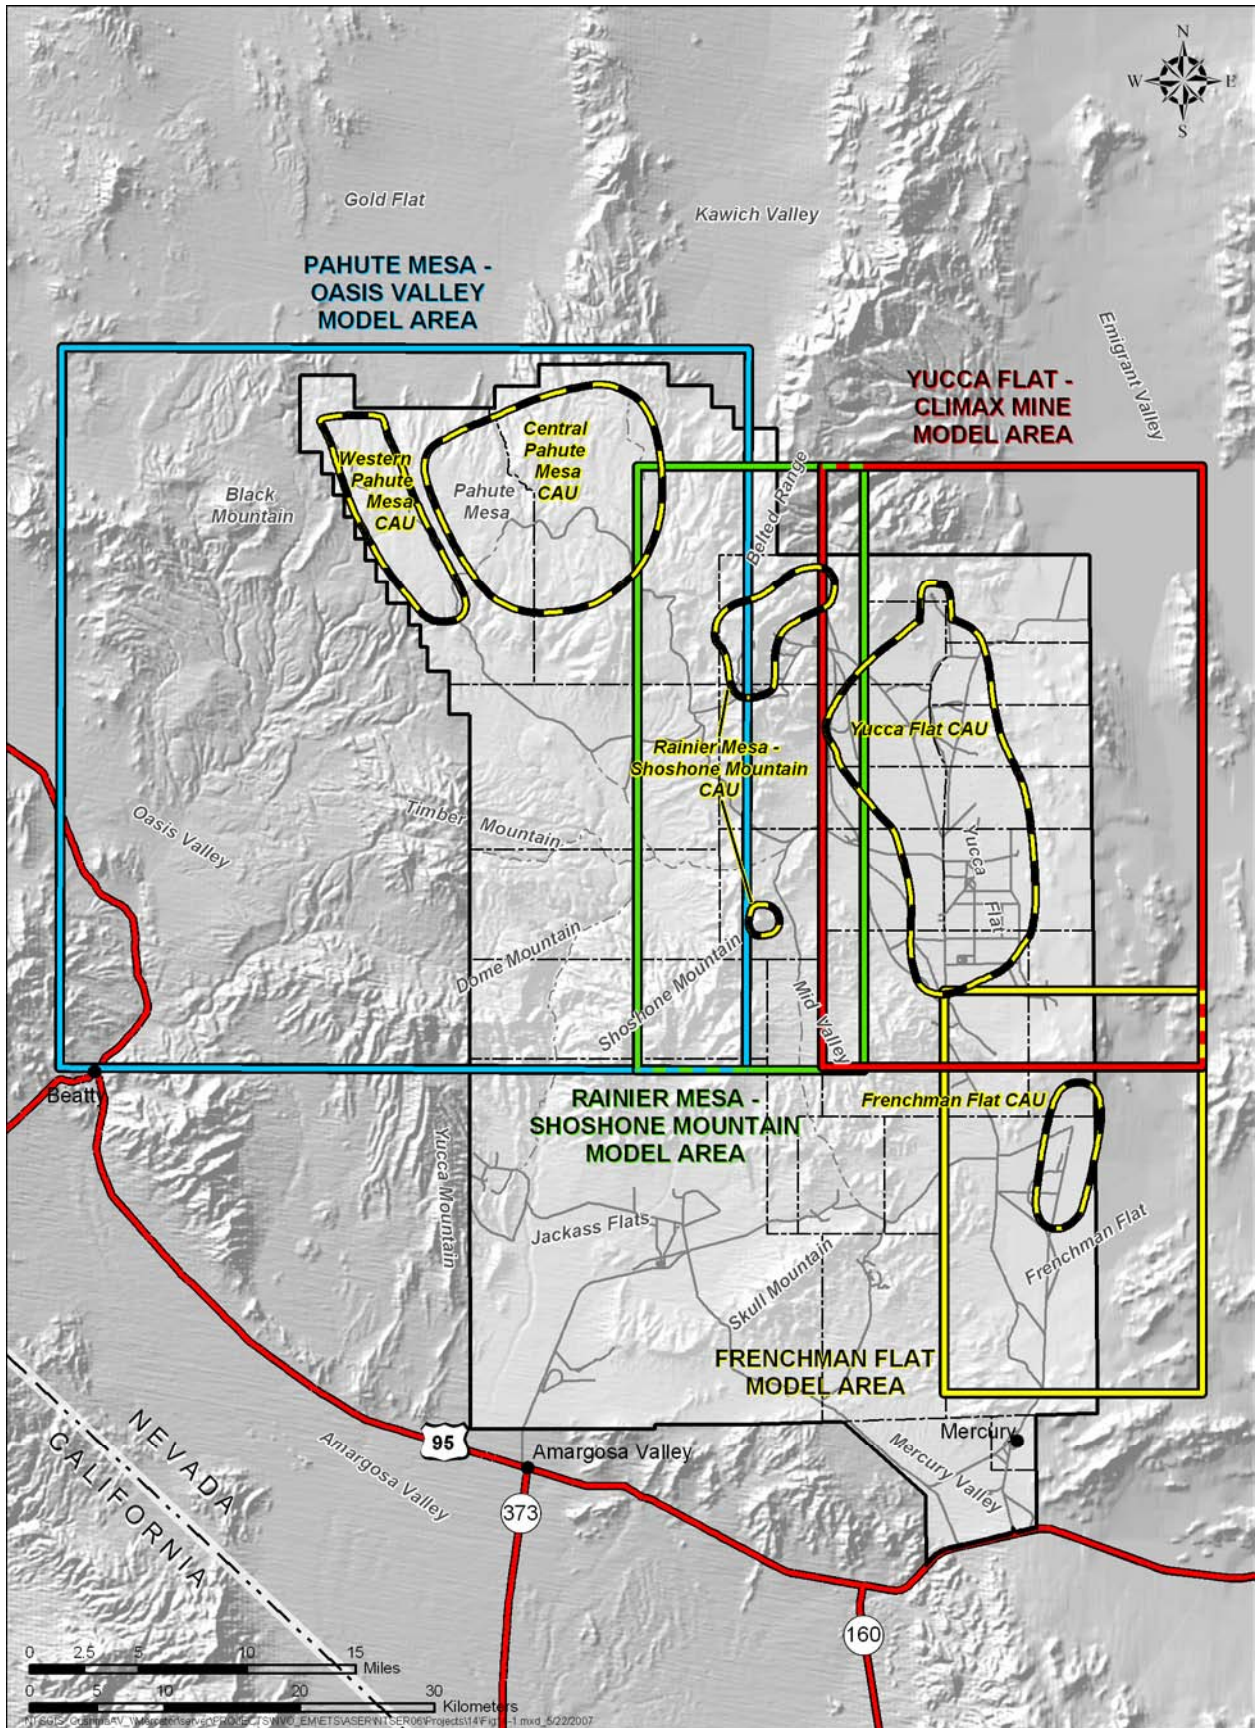 N
W E
S
Gold Flat
Kawich Valley
PAHUTE MESA -
OASIS VALLEY
MODEL AREA
Emigrant Valley
YUCCA FLAT -
CLIMAX MINE
MODEL AREA
Central
Pahute
Mesa
CAU
Western
Pahute
Mesa
CAU
Pahute
Mesa
Black
Mountain
Belted Range
Yucca Flat CAU
Rainier Mesa -
Shoshone Mountain
CAU
Timber Mountain
Oasis Valley
Yucca Flat
Dome Mountain
Shoshone Mountain
Mid Valley
Beatty
RAINIER MESA -
SHOSHONE MOUNTAIN
MODEL AREA
Frenchman Flat CAU
Yucca Mountain
Jackass Flats
Frenchman Flat
Skull Mountain
FRENCHMAN FLAT
MODEL AREA
NEVADA
CALIFORNIA
95
Amargosa Valley
Amargosa Valley
Mercury
Mercury Valley
373
160
0 2.5 5 10 15
Miles
0 5 10 20 30
Kilometers